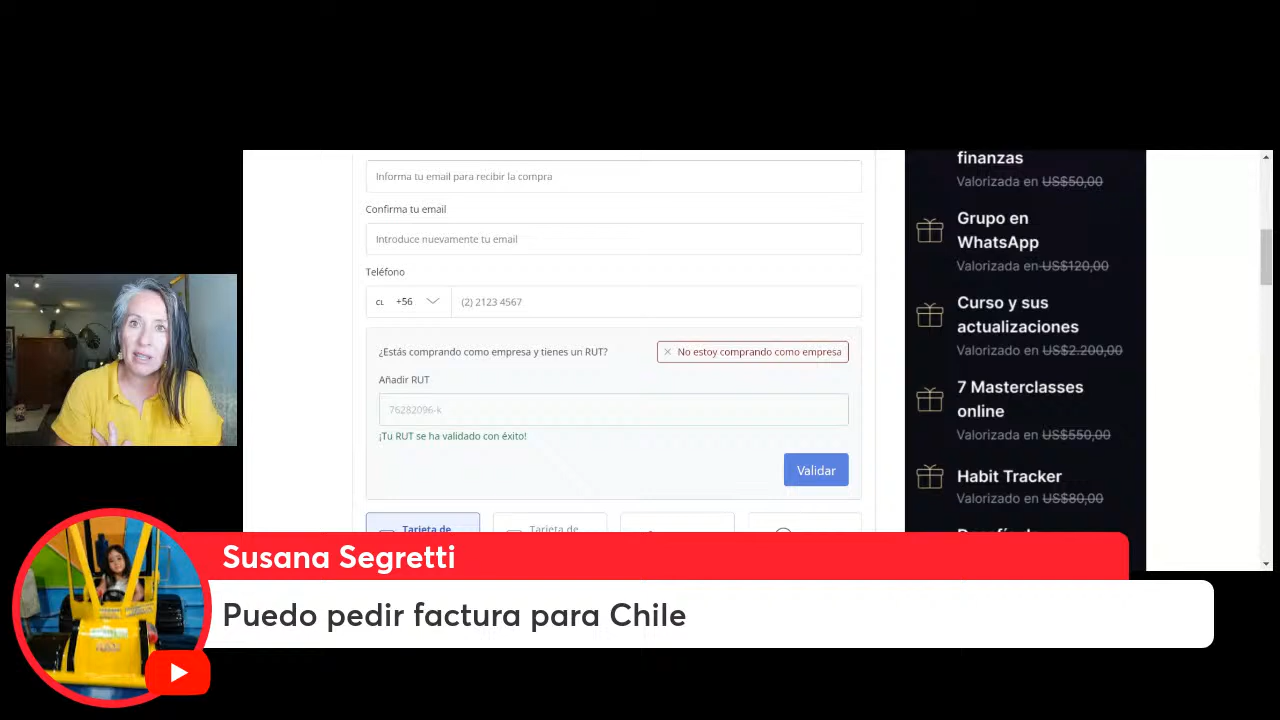 Informa tu email para recibir la compra
Confirma tu email
Introduce nuevamente tu email
Teléfono
CL +56 (2) 2123 4567
¿Estás comprando como empresa y tienes un RUT?
× No estoy comprando como empresa
Añadir RUT
76282096-k
¡Tu RUT se ha validado con éxito!
Validar
Tarjeta de
Tarjeta de
finanzas
Valorizada en US$50,00
Grupo en
WhatsApp
Valorizada en US$120,00
Curso y sus
actualizaciones
Valorizado en US$2.200,00
7 Masterclasses
online
Valorizada en US$550,00
Habit Tracker
Valorizado en US$80,00
Susana Segretti
Puedo pedir factura para Chile